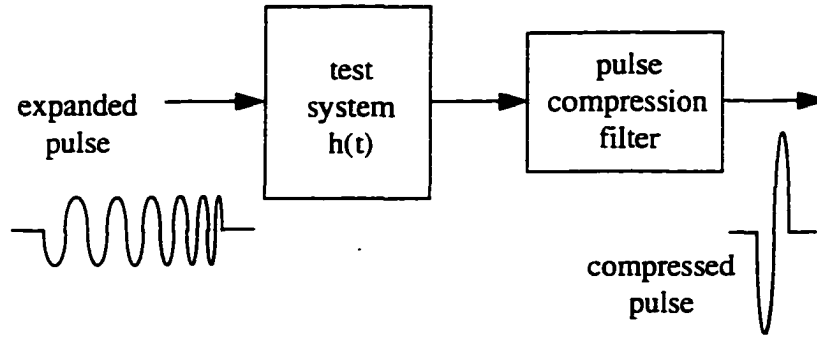 expanded
pulse
test
system
h(t)
pulse
compression
filter
compressed
pulse